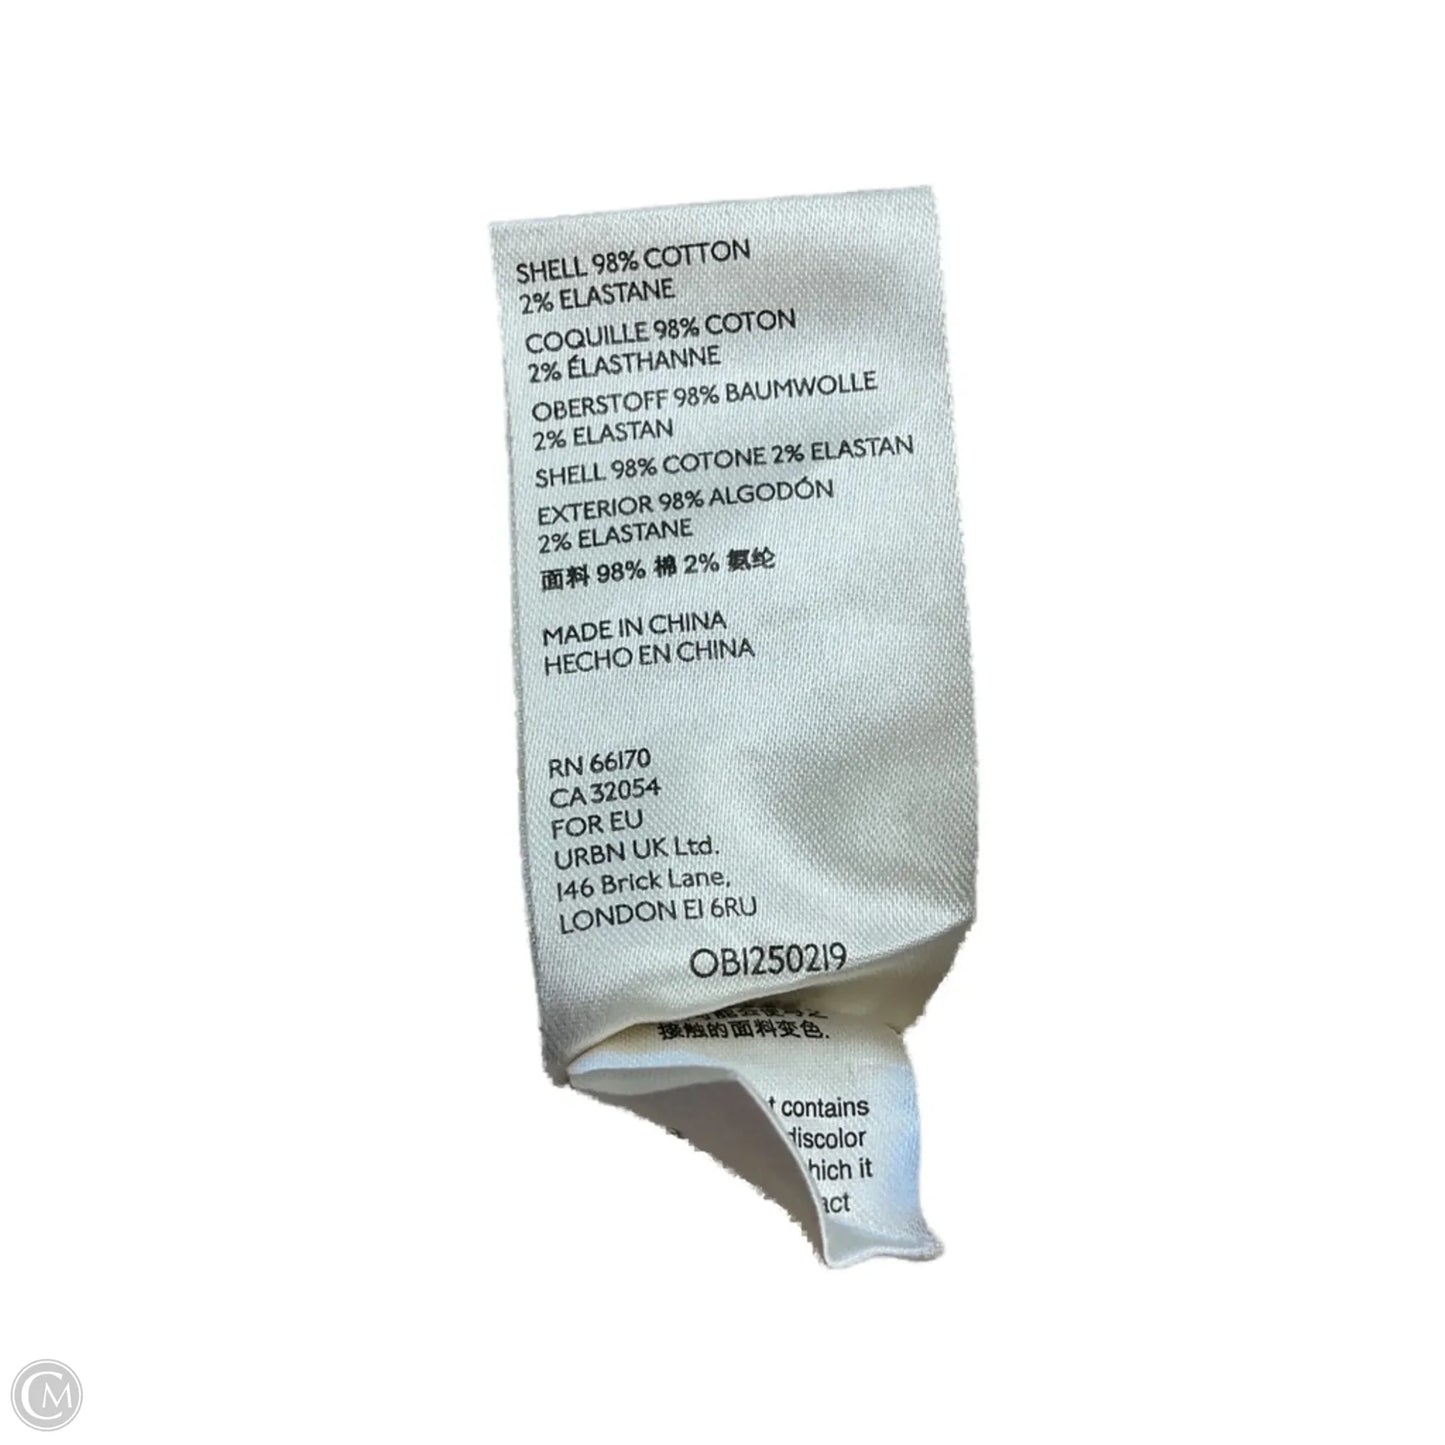 SHELL 98% COTTON
2% ELASTANE
COQUILLE 98% COTON
2% ÉLASTHANNE
OBERSTOFF 98% BAUMWOLLE
2% ELASTAN
SHELL 98% COTONE 2% ELASTAN
EXTERIOR 98% ALGODÓN
2% ELASTANE
面料 98% 棉 2% 氨纶
MADE IN CHINA
HECHO EN CHINA
RN 66170
CA 32054
FOR EU
URBN UK Ltd.
146 Brick Lane,
LONDON E1 6RU
OB1250219
接触的面料变色.
contains
discolor
it
CM